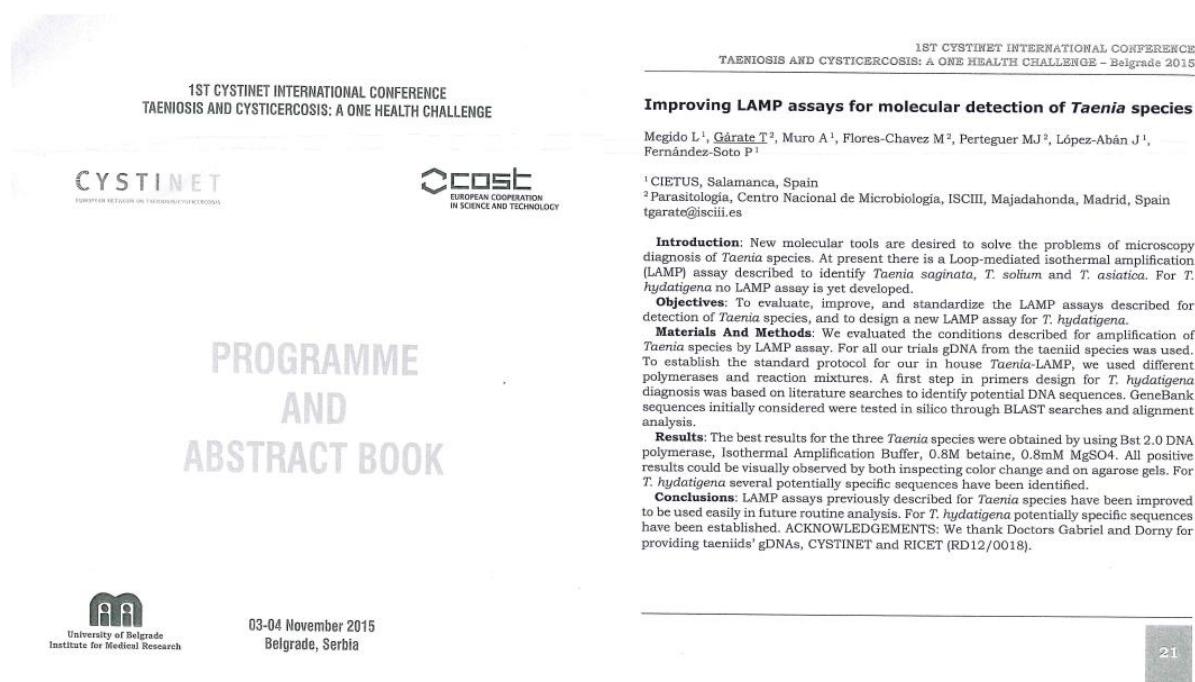 1ST CYSTINET INTERNATIONAL CONFERENCE
TAENIOSIS AND CYSTICERCOSIS: A ONE HEALTH CHALLENGE
CYSTINET
EUROPEAN NETWORK ON TAENIOSIS/CYSTICERCOSIS
cost
EUROPEAN COOPERATION
IN SCIENCE AND TECHNOLOGY
PROGRAMME
AND
ABSTRACT BOOK
University of Belgrade
Institute for Medical Research
03-04 November 2015
Belgrade, Serbia
1ST CYSTINET INTERNATIONAL CONFERENCE
TAENIOSIS AND CYSTICERCOSIS: A ONE HEALTH CHALLENGE – Belgrade 2015
Improving LAMP assays for molecular detection of Taenia species
Megido L¹, Gárate T², Muro A¹, Flores-Chavez M², Perteguer MJ², López-Abán J¹,
Fernández-Soto P¹
¹ CIETUS, Salamanca, Spain
² Parasitología, Centro Nacional de Microbiología, ISCIII, Majadahonda, Madrid, Spain
tgarate@isciii.es
Introduction: New molecular tools are desired to solve the problems of microscopy
diagnosis of Taenia species. At present there is a Loop-mediated isothermal amplification
(LAMP) assay described to identify Taenia saginata, T. solium and T. asiatica. For T.
hydatigena no LAMP assay is yet developed.
Objectives: To evaluate, improve, and standardize the LAMP assays described for
detection of Taenia species, and to design a new LAMP assay for T. hydatigena.
Materials And Methods: We evaluated the conditions described for amplification of
Taenia species by LAMP assay. For all our trials gDNA from the taeniid species was used.
To establish the standard protocol for our in house Taenia-LAMP, we used different
polymerases and reaction mixtures. A first step in primers design for T. hydatigena
diagnosis was based on literature searches to identify potential DNA sequences. GeneBank
sequences initially considered were tested in silico through BLAST searches and alignment
analysis.
Results: The best results for the three Taenia species were obtained by using Bst 2.0 DNA
polymerase, Isothermal Amplification Buffer, 0.8M betaine, 0.8mM MgSO4. All positive
results could be visually observed by both inspecting color change and on agarose gels. For
T. hydatigena several potentially specific sequences have been identified.
Conclusions: LAMP assays previously described for Taenia species have been improved
to be used easily in future routine analysis. For T. hydatigena potentially specific sequences
have been established. ACKNOWLEDGEMENTS: We thank Doctors Gabriel and Dorny for
providing taeniids' gDNAs, CYSTINET and RICET (RD12/0018).
21